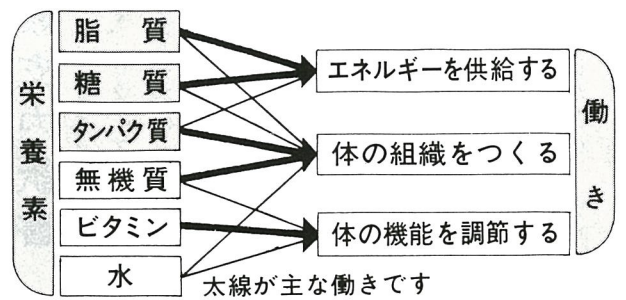 栄養素
脂質
糖質
タンパク質
無機質
ビタミン
水
エネルギーを供給する
体の組織をつくる
体の機能を調節する
働き
太線が主な働きです